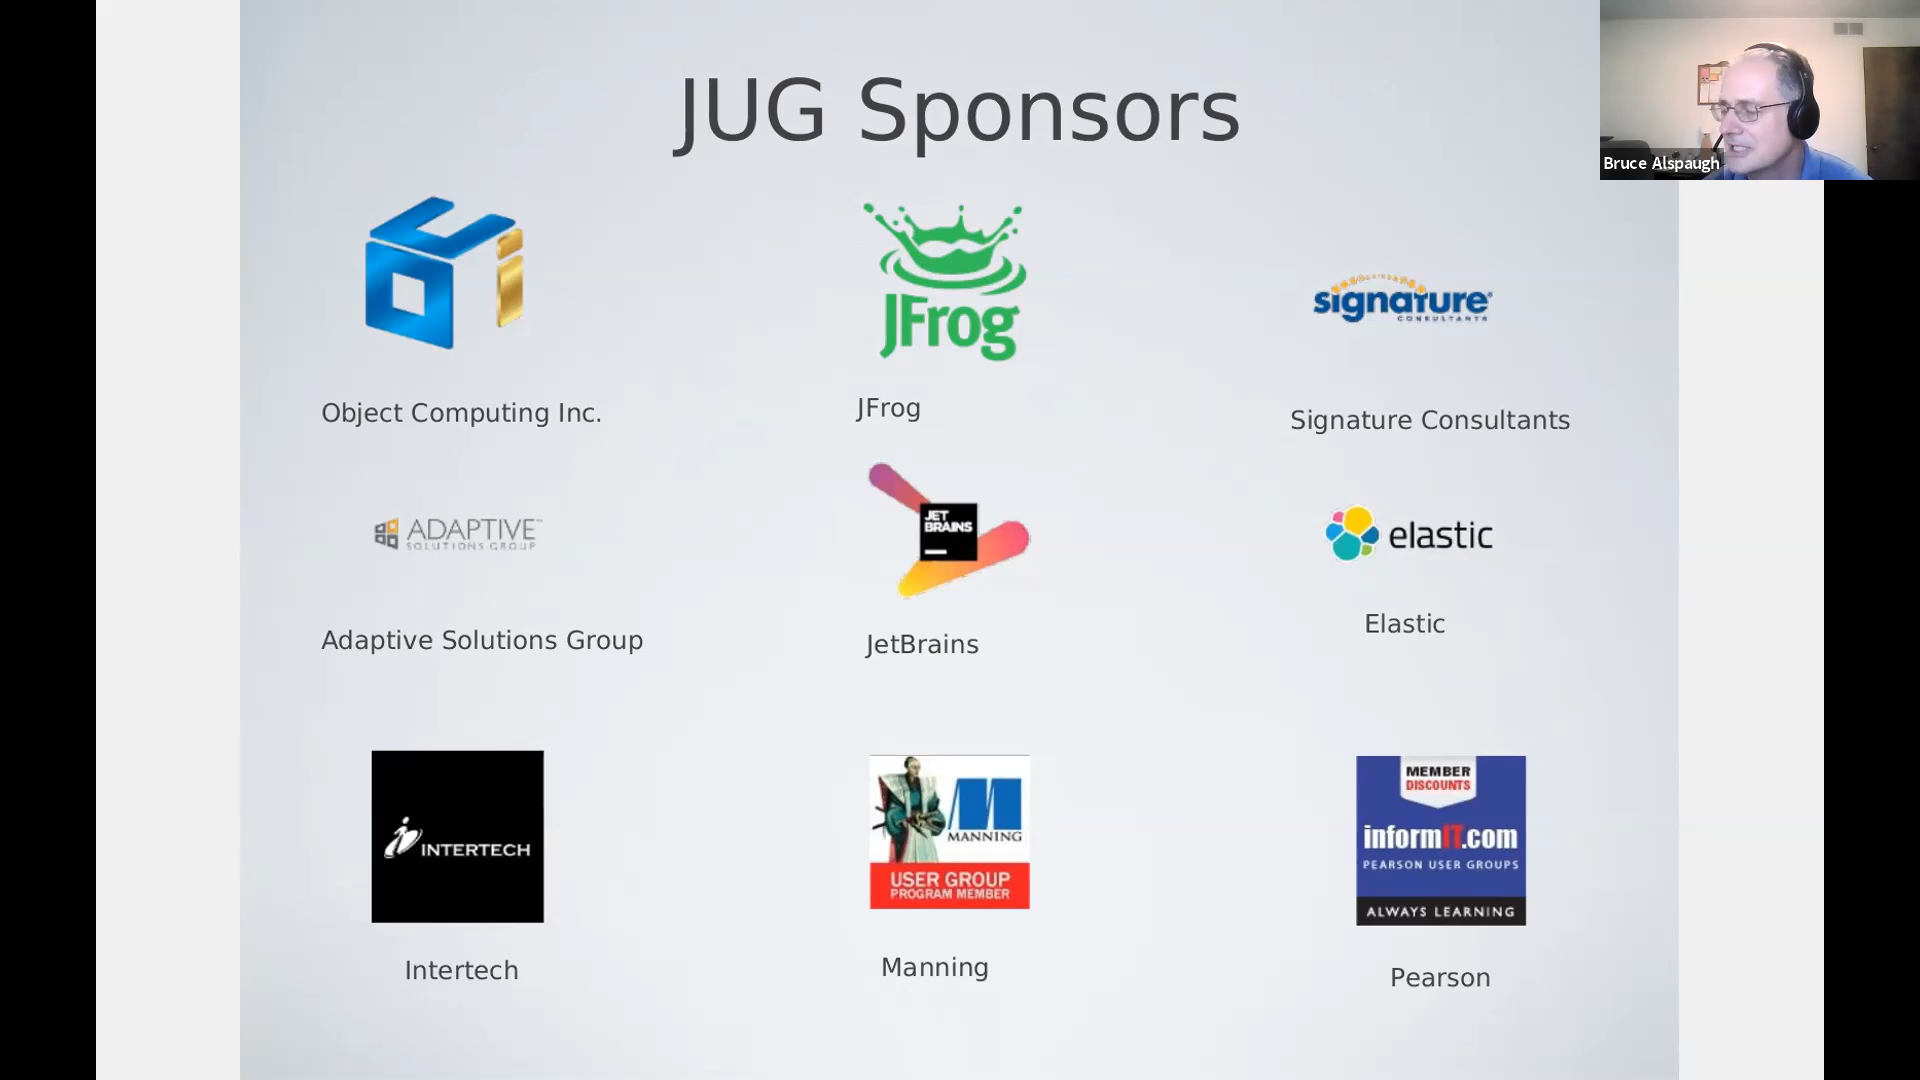 JUG Sponsors
Bruce Alspaugh
JFrog
signature
CONSULTANTS
Object Computing Inc.
JFrog
Signature Consultants
ADAPTIVE™
SOLUTIONS GROUP
JET
BRAINS
elastic
Adaptive Solutions Group
JetBrains
Elastic
INTERTECH
MANNING
USER GROUP
PROGRAM MEMBER
MEMBER
DISCOUNTS
informIT.com
PEARSON USER GROUPS
ALWAYS LEARNING
Intertech
Manning
Pearson